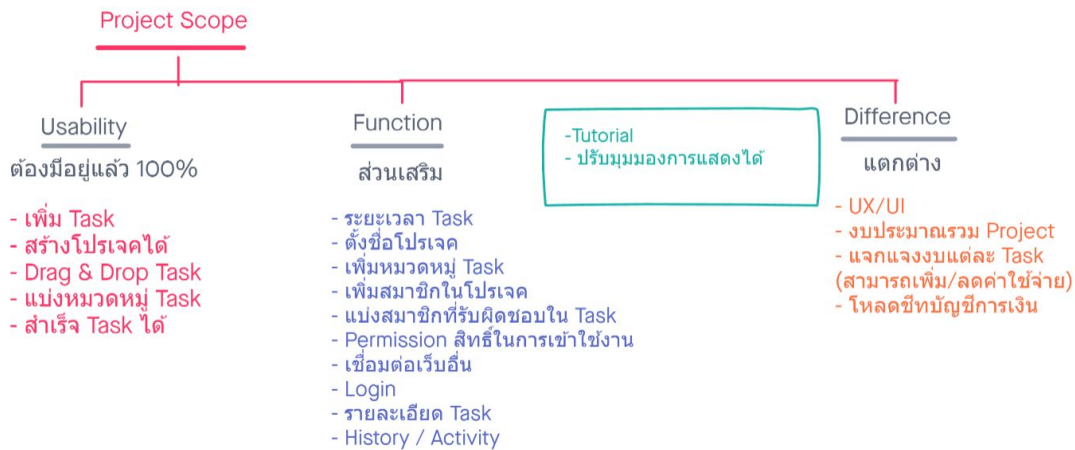 Project Scope
Usability
ต้องมีอยู่แล้ว 100%
- เพิ่ม Task
- สร้างโปรเจคได้
- Drag & Drop Task
- แบ่งหมวดหมู่ Task
- สำเร็จ Task ได้
Function
ส่วนเสริม
- ระยะเวลา Task
- ตั้งชื่อโปรเจค
- เพิ่มหมวดหมู่ Task
- เพิ่มสมาชิกในโปรเจค
- แบ่งสมาชิกที่รับผิดชอบใน Task
- Permission สิทธิ์ในการเข้าใช้งาน
- เชื่อมต่อเว็บอื่น
- Login
- รายละเอียด Task
- History / Activity
-Tutorial
- ปรับมุมมองการแสดงได้
Difference
แตกต่าง
- UX/UI
- งบประมาณรวม Project
- แจกแจงงบแต่ละ Task
(สามารถเพิ่ม/ลดค่าใช้จ่าย)
- โหลดชีทบัญชีการเงิน